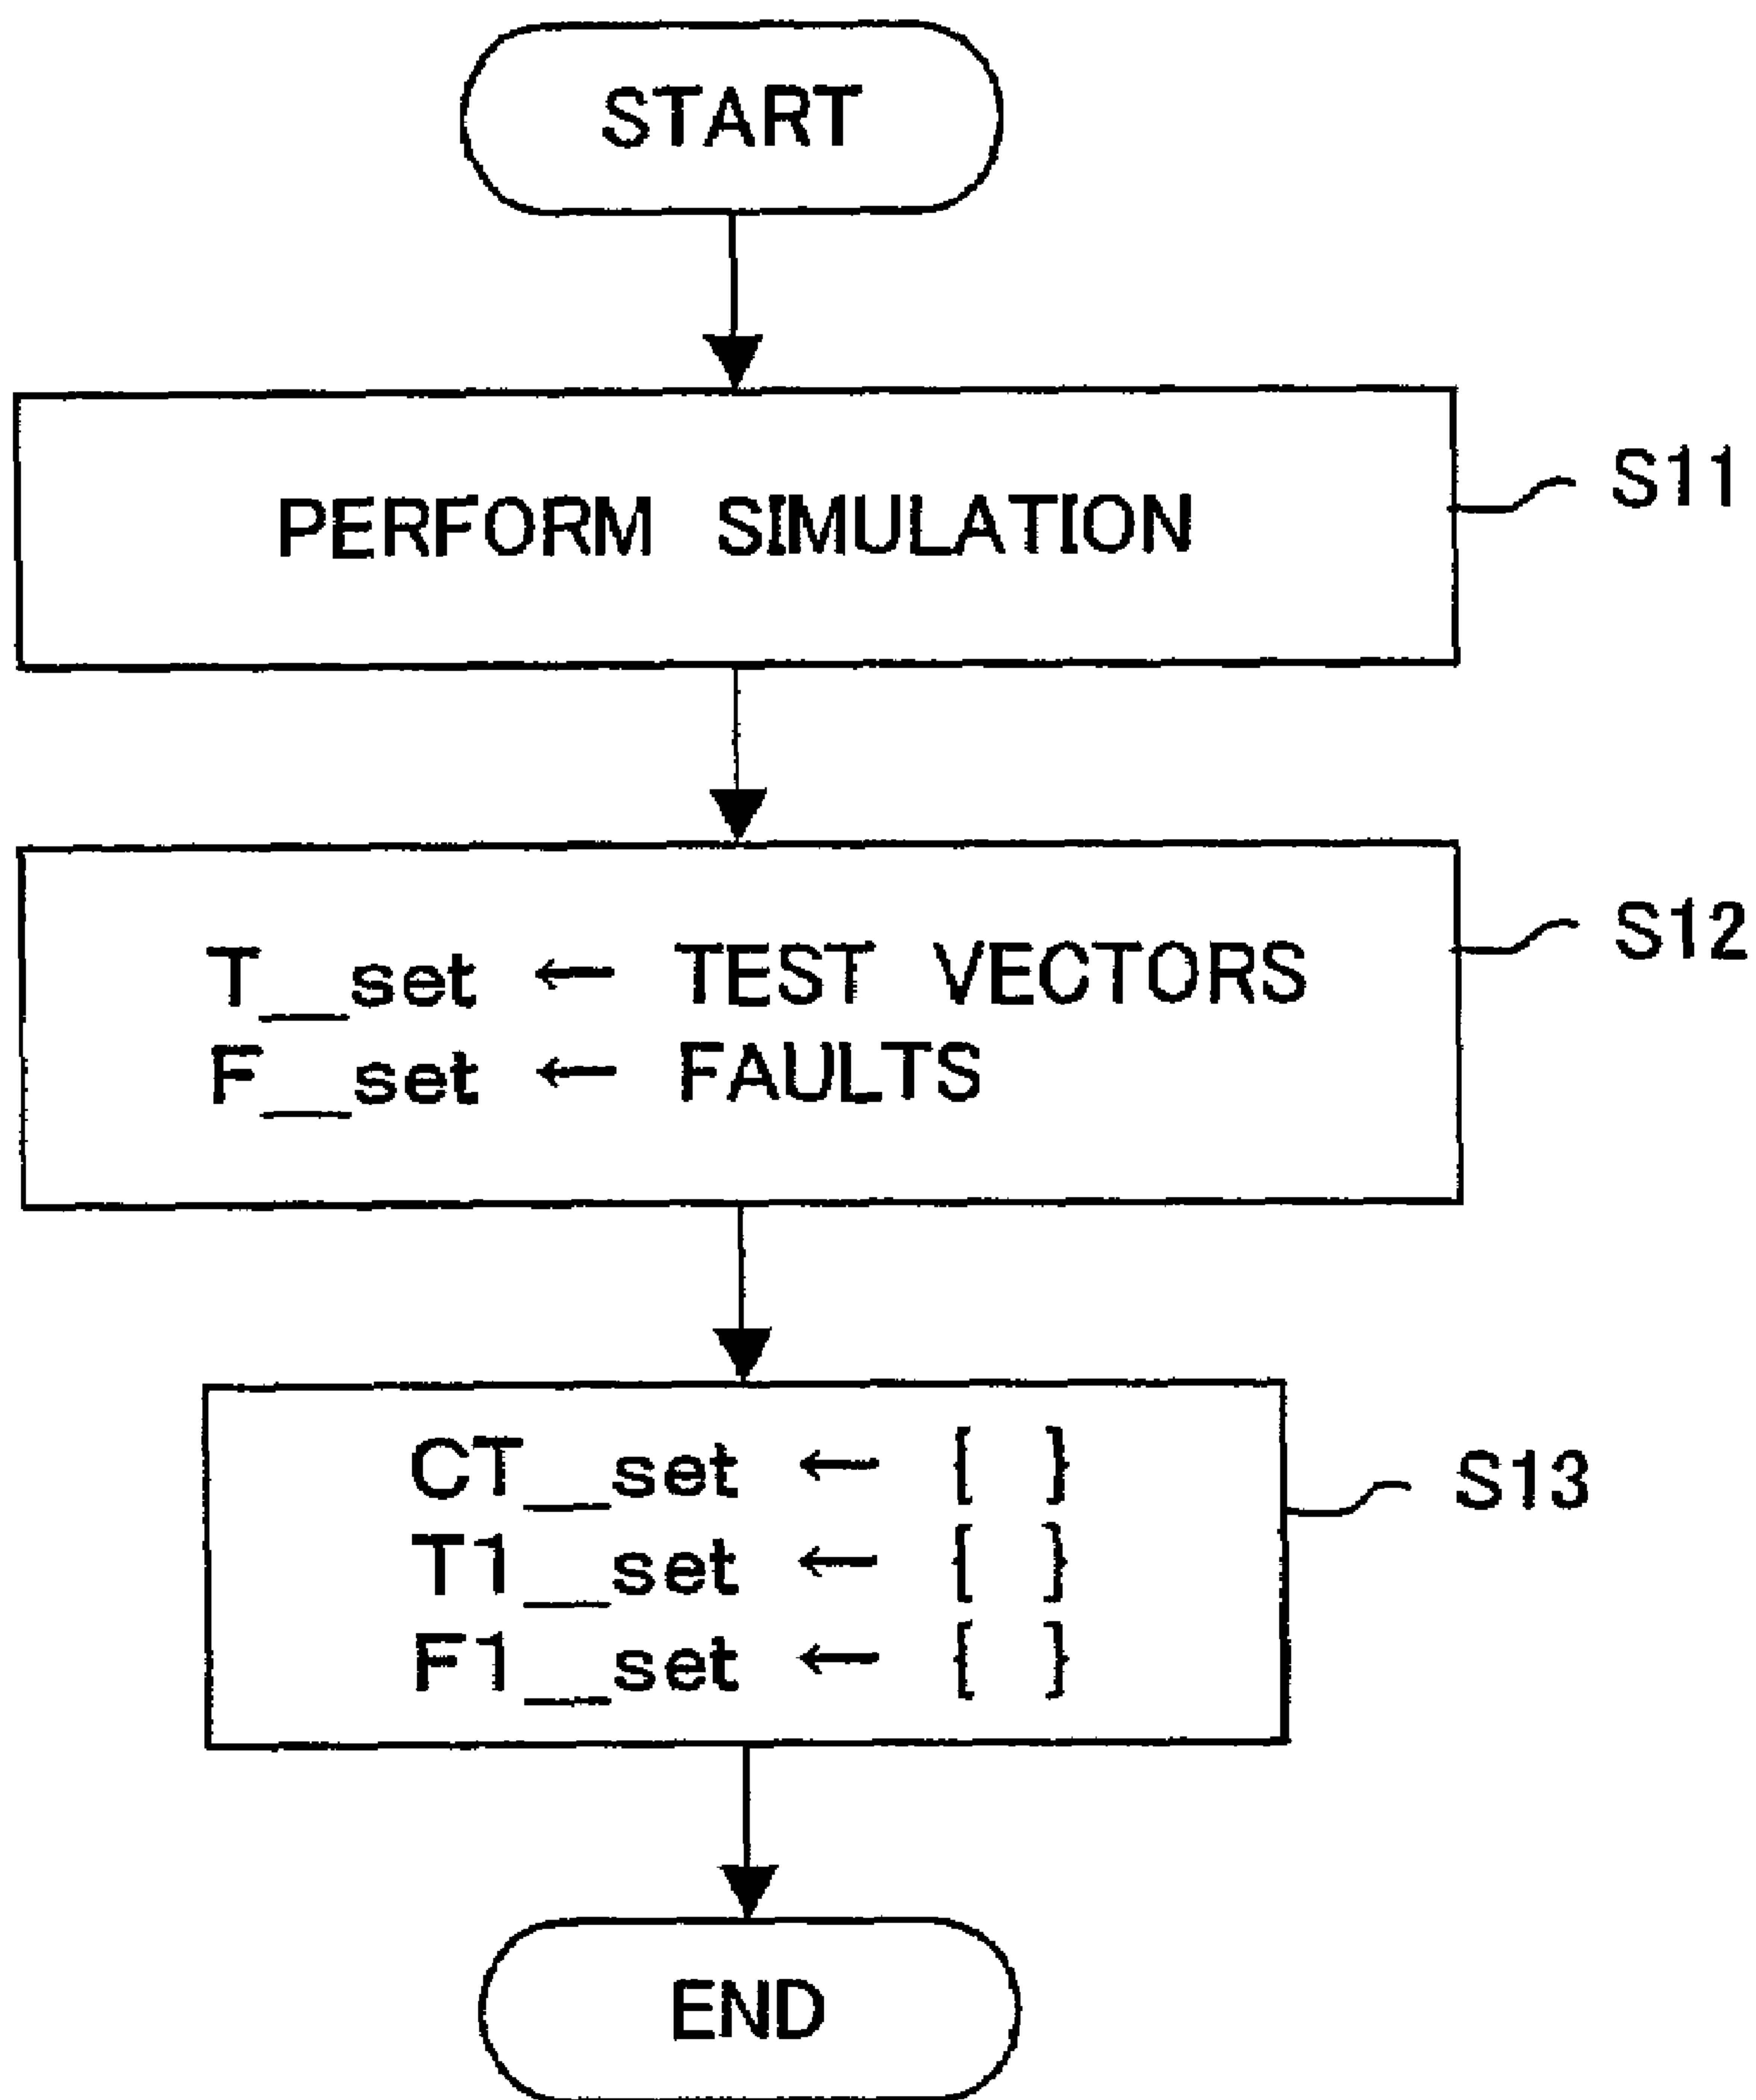 START
PERFORM SIMULATION
S11
T__set ← TEST VECTORS
F__set ← FAULTS
S12
CT__set ← { }
T1__set ← { }
F1__set ← { }
S13
END